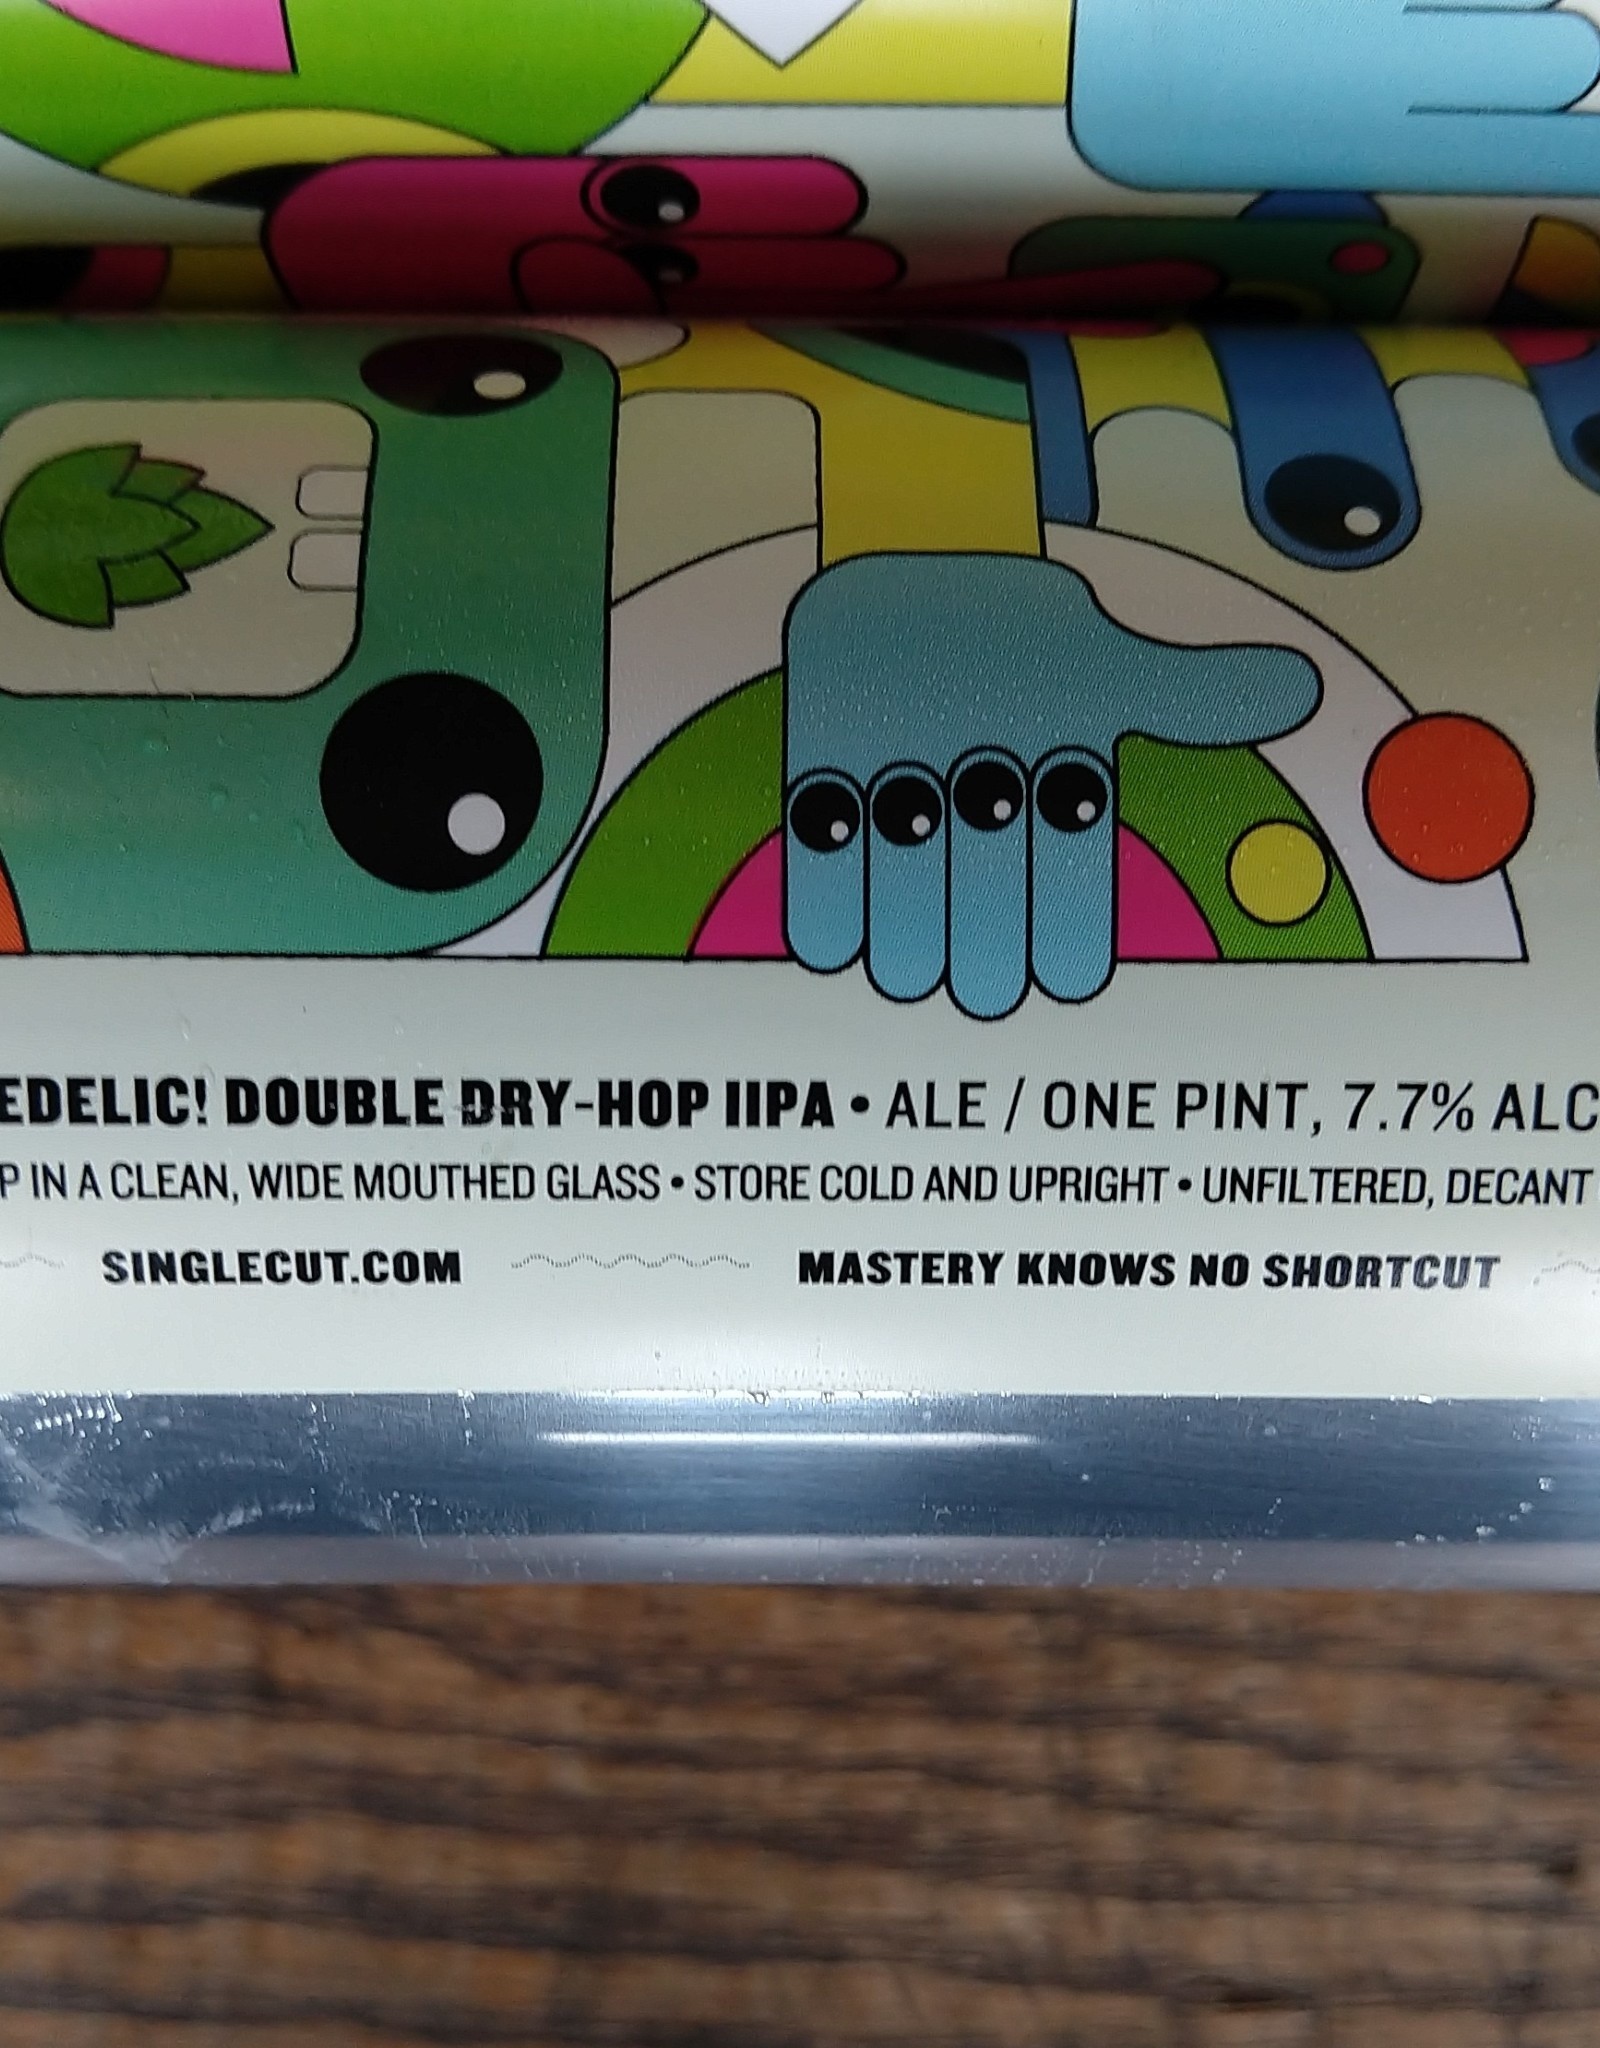 EDELIC! DOUBLE DRY-HOP IIPA • ALE / ONE PINT, 7.7% ALC
P IN A CLEAN, WIDE MOUTHED GLASS • STORE COLD AND UPRIGHT • UNFILTERED, DECANT
SINGLECUT.COM MASTERY KNOWS NO SHORTCUT